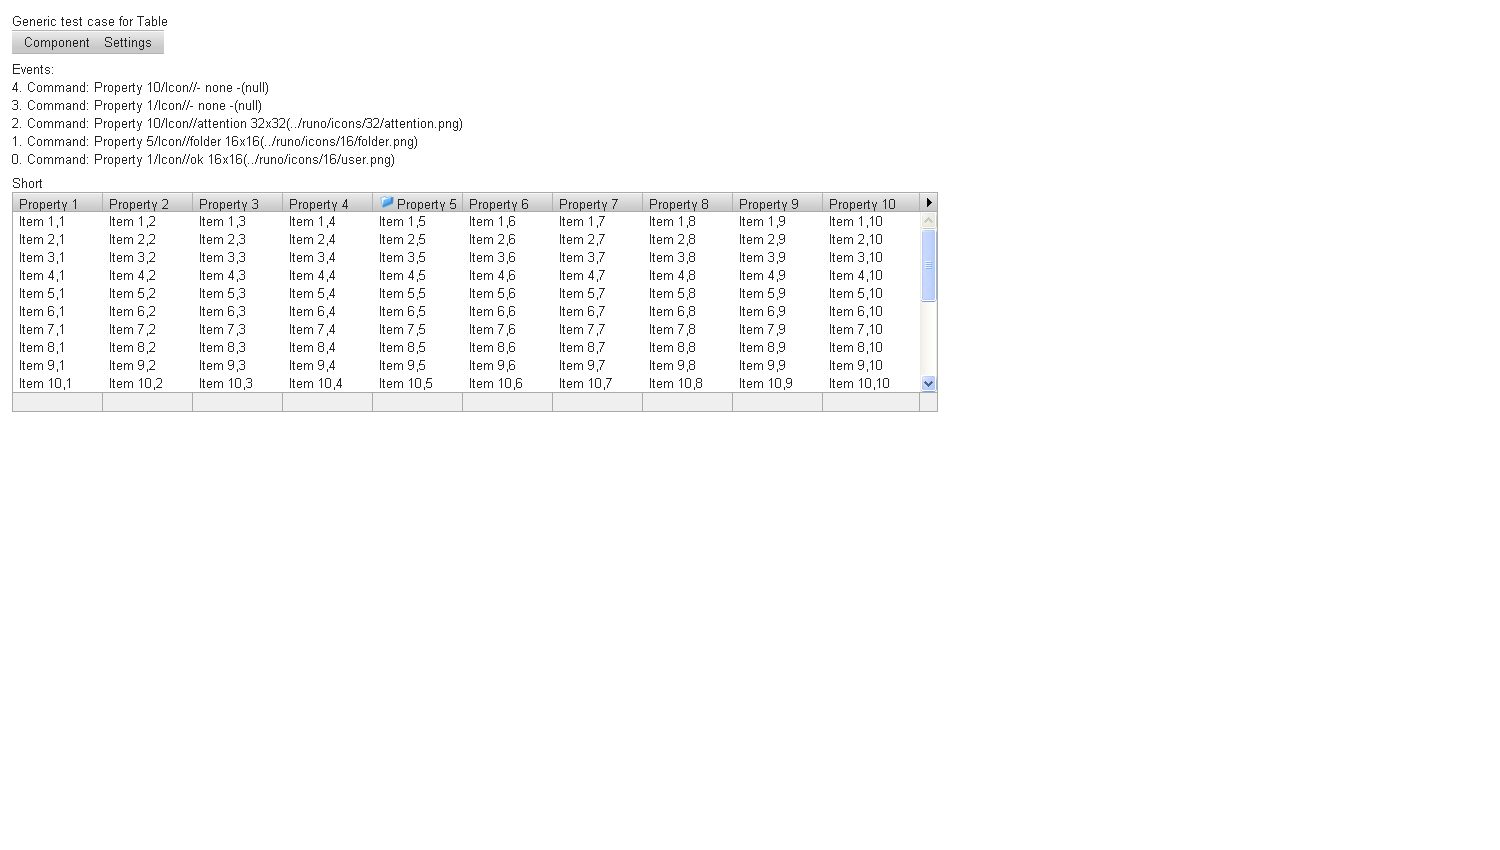 Generic test case for Table
Component Settings
Events:
4. Command: Property 10/Icon//- none -(null)
3. Command: Property 1/Icon//- none -(null)
2. Command: Property 10/Icon//attention 32x32(../runo/icons/32/attention.png)
1. Command: Property 5/Icon//folder 16x16(../runo/icons/16/folder.png)
0. Command: Property 1/Icon//ok 16x16(../runo/icons/16/user.png)
Short
Property 1 Property 2 Property 3 Property 4 Property 5 Property 6 Property 7 Property 8 Property 9 Property 10
Item 1,1 Item 1,2 Item 1,3 Item 1,4 Item 1,5 Item 1,6 Item 1,7 Item 1,8 Item 1,9 Item 1,10
Item 2,1 Item 2,2 Item 2,3 Item 2,4 Item 2,5 Item 2,6 Item 2,7 Item 2,8 Item 2,9 Item 2,10
Item 3,1 Item 3,2 Item 3,3 Item 3,4 Item 3,5 Item 3,6 Item 3,7 Item 3,8 Item 3,9 Item 3,10
Item 4,1 Item 4,2 Item 4,3 Item 4,4 Item 4,5 Item 4,6 Item 4,7 Item 4,8 Item 4,9 Item 4,10
Item 5,1 Item 5,2 Item 5,3 Item 5,4 Item 5,5 Item 5,6 Item 5,7 Item 5,8 Item 5,9 Item 5,10
Item 6,1 Item 6,2 Item 6,3 Item 6,4 Item 6,5 Item 6,6 Item 6,7 Item 6,8 Item 6,9 Item 6,10
Item 7,1 Item 7,2 Item 7,3 Item 7,4 Item 7,5 Item 7,6 Item 7,7 Item 7,8 Item 7,9 Item 7,10
Item 8,1 Item 8,2 Item 8,3 Item 8,4 Item 8,5 Item 8,6 Item 8,7 Item 8,8 Item 8,9 Item 8,10
Item 9,1 Item 9,2 Item 9,3 Item 9,4 Item 9,5 Item 9,6 Item 9,7 Item 9,8 Item 9,9 Item 9,10
Item 10,1 Item 10,2 Item 10,3 Item 10,4 Item 10,5 Item 10,6 Item 10,7 Item 10,8 Item 10,9 Item 10,10